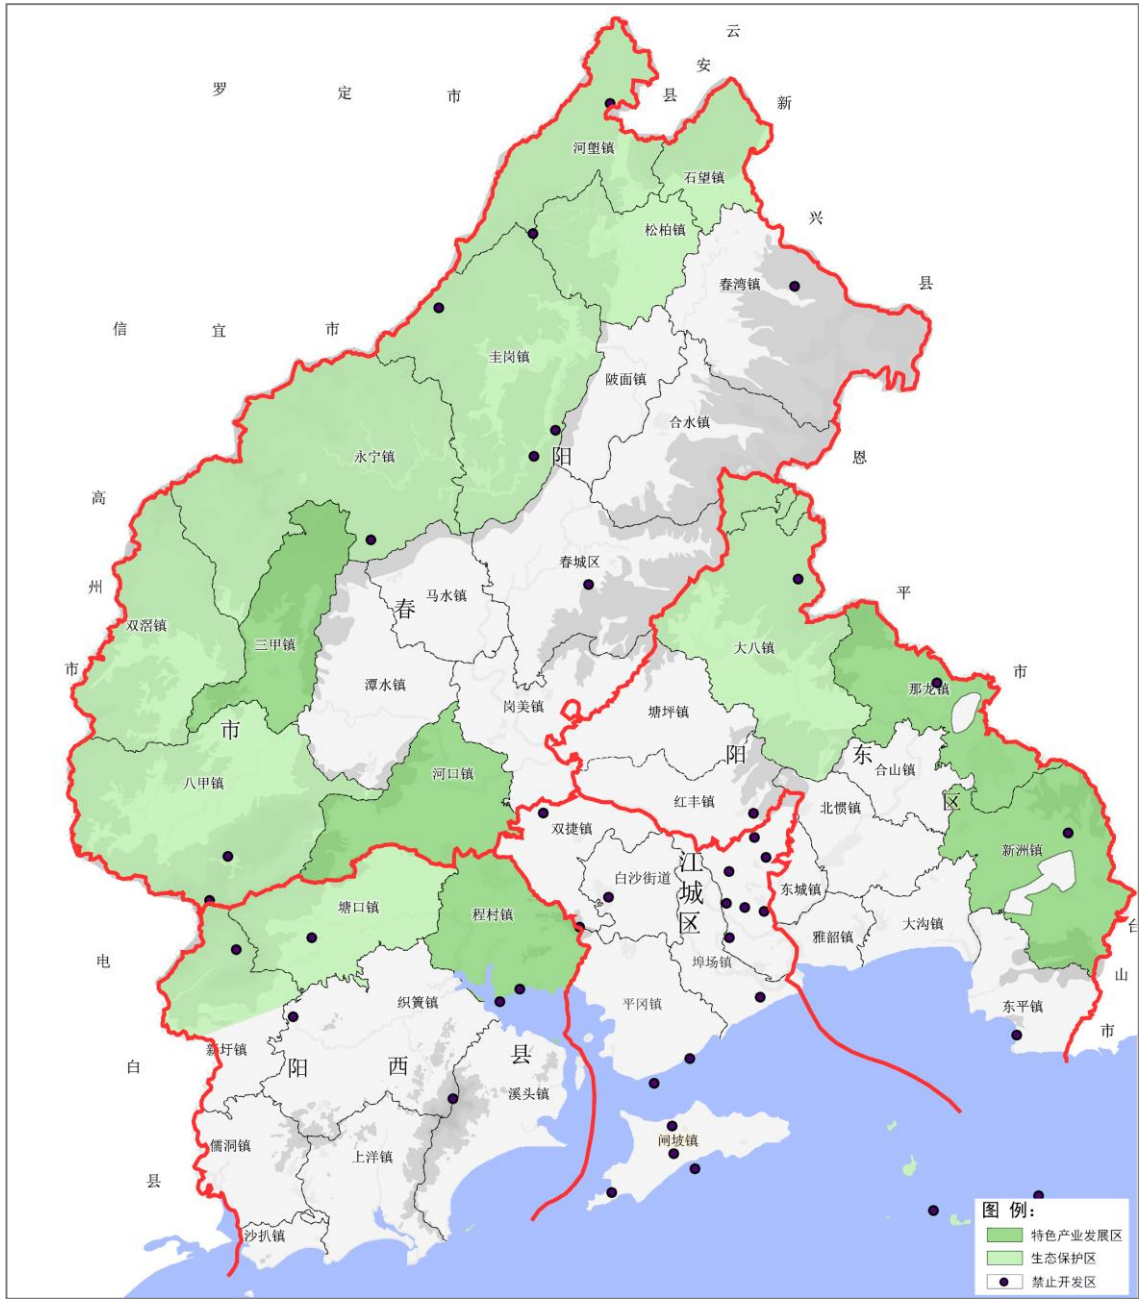 云
安
县
罗 定 市
新
兴
县
河塱镇
石望镇
松柏镇
春湾镇
信 宜 市
圭岗镇
陂面镇
合水镇
恩
平
市
永宁镇
阳
高
州
市
春城区
马水镇
春
双滘镇
三甲镇
潭水镇
岗美镇
大八镇
那龙镇
塘坪镇
市
八甲镇
河口镇
阳
东
区
合山镇
红丰镇
北惯镇
双捷镇
新洲镇
白沙街道
江
城
区
东城镇
塘口镇
程村镇
大沟镇
雅韶镇
台
山
市
电
白
县
埠场镇
织篢镇
平冈镇
东平镇
新圩镇
阳 西 县
溪头镇
儒洞镇
上洋镇
闸坡镇
沙扒镇
图 例：
特色产业发展区
生态保护区
禁止开发区